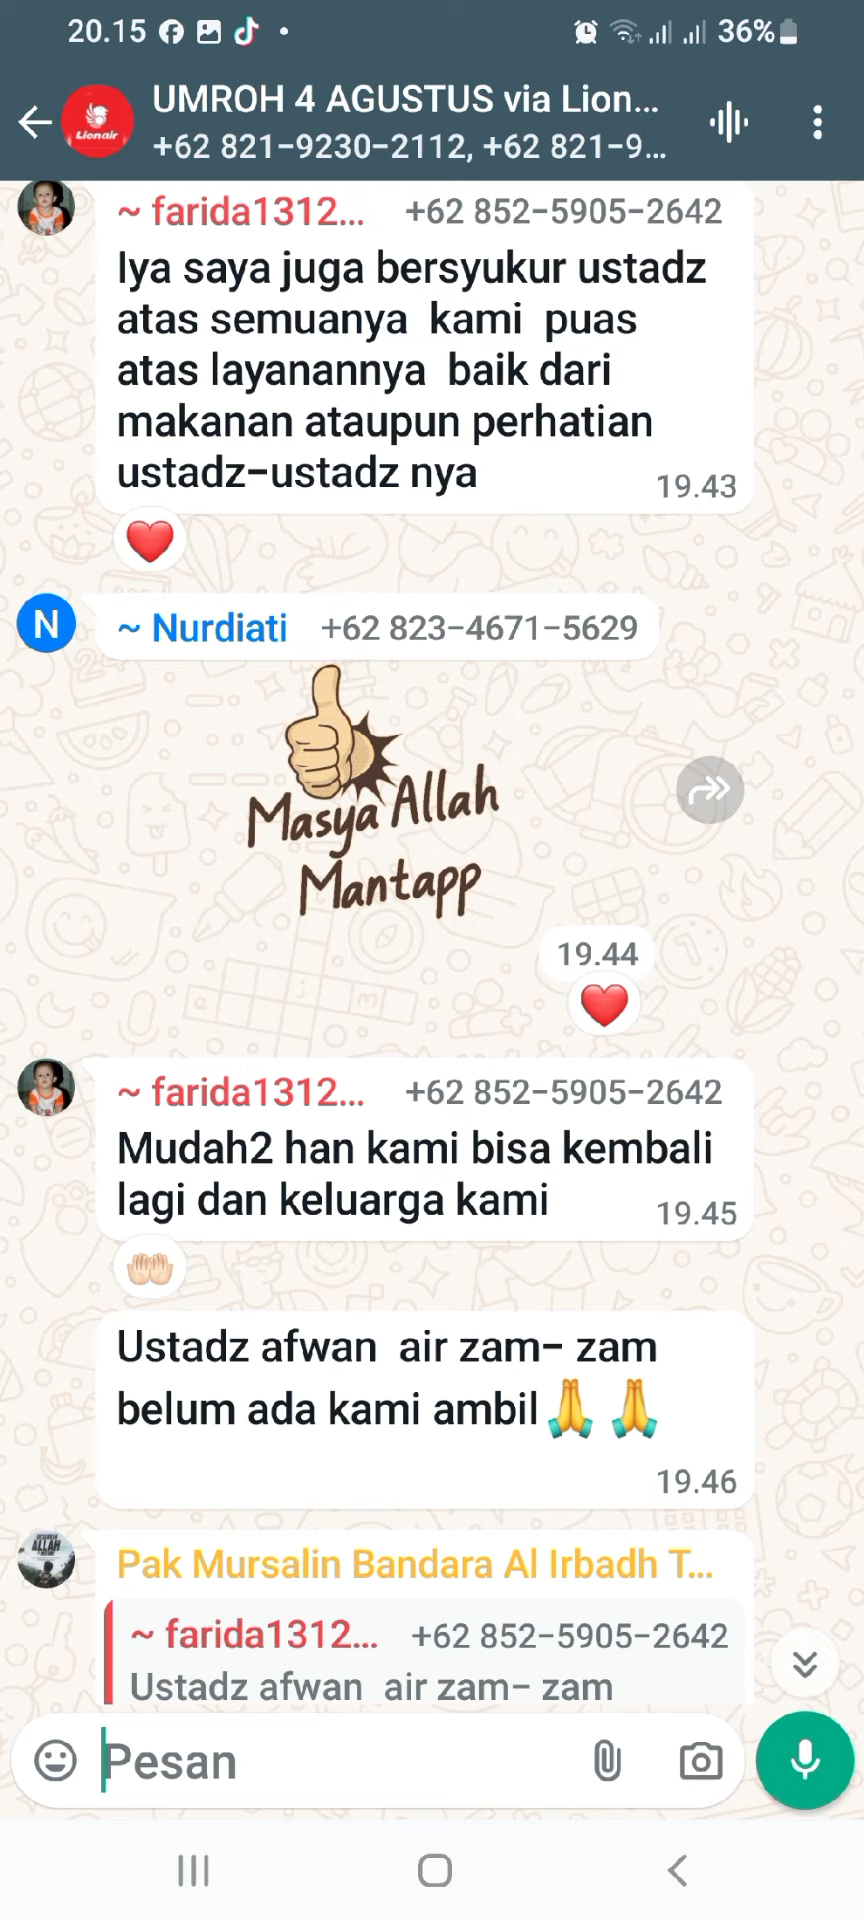 20.15
36%
Lionair
UMROH 4 AGUSTUS via Lion...
+62 821-9230-2112, +62 821-9...
~ farida1312... +62 852-5905-2642
Iya saya juga bersyukur ustadz
atas semuanya kami puas
atas layanannya baik dari
makanan ataupun perhatian
ustadz-ustadz nya
19.43
❤️
N
~ Nurdiati +62 823-4671-5629
Masya Allah
Mantapp
19.44
❤️
~ farida1312... +62 852-5905-2642
Mudah2 han kami bisa kembali
lagi dan keluarga kami
19.45
🤲🏻
Ustadz afwan air zam- zam
belum ada kami ambil🙏 🙏
19.46
ALLAH
Pak Mursalin Bandara Al Irbadh T...
~ farida1312... +62 852-5905-2642
Ustadz afwan air zam- zam
Pesan